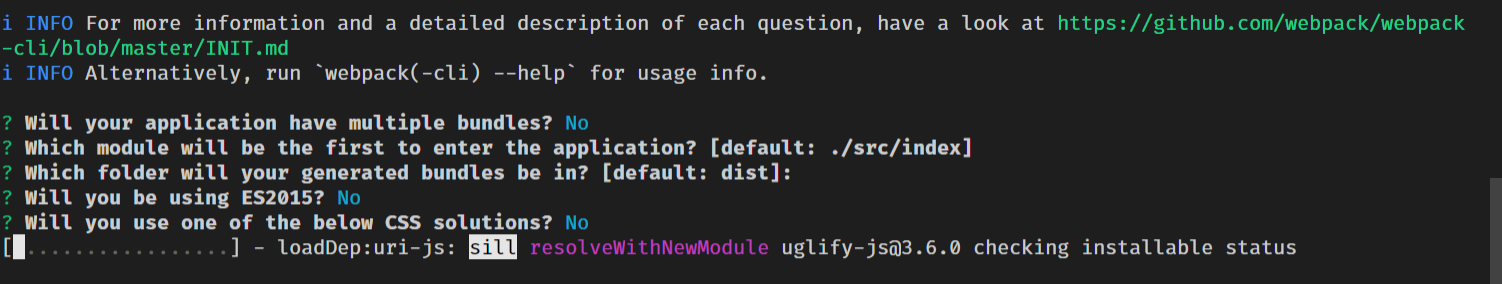 i INFO For more information and a detailed description of each question, have a look at https://github.com/webpack/webpack
-cli/blob/master/INIT.md
i INFO Alternatively, run `webpack(-cli) --help` for usage info.
? Will your application have multiple bundles? No
? Which module will be the first to enter the application? [default: ./src/index]
? Which folder will your generated bundles be in? [default: dist]:
? Will you be using ES2015? No
? Will you use one of the below CSS solutions? No
[ .................] - loadDep:uri-js: sill resolveWithNewModule uglify-js@3.6.0 checking installable status